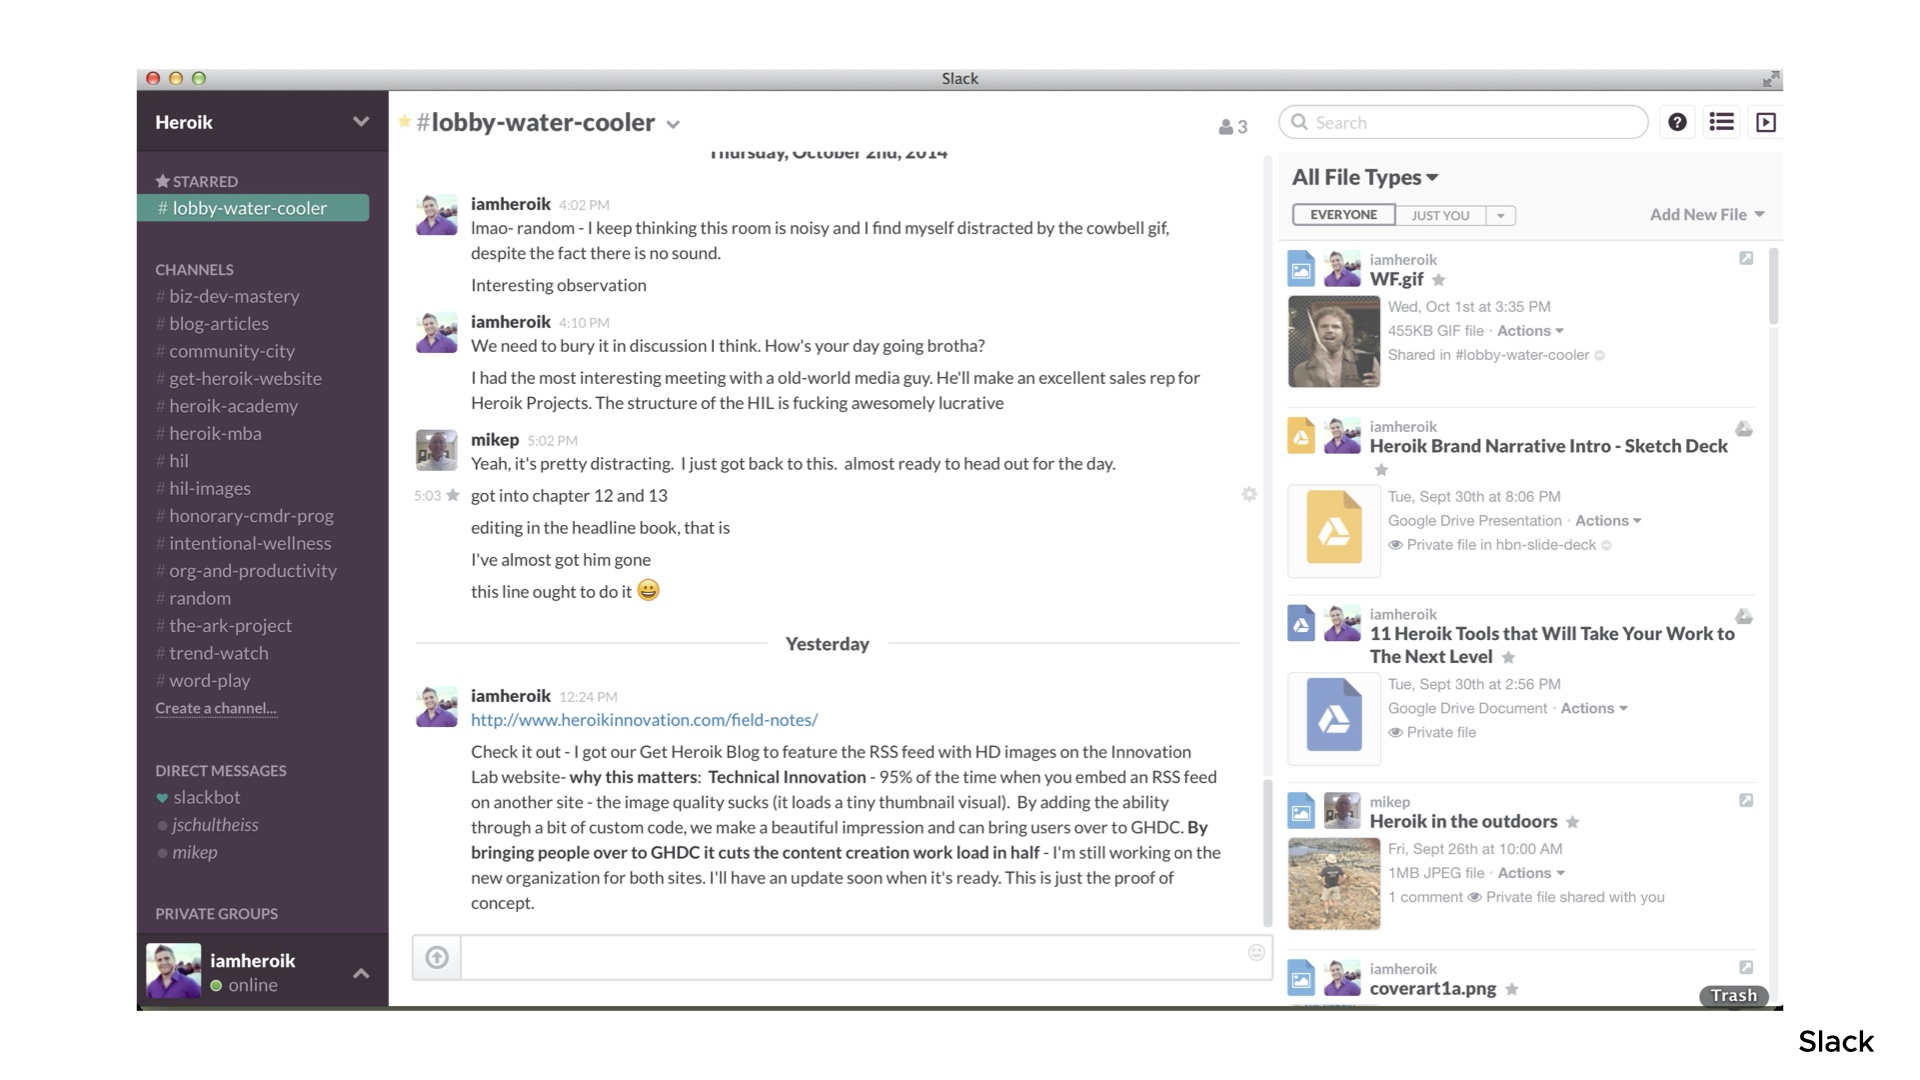 Slack
Heroik
STARRED
# lobby-water-cooler
CHANNELS
# biz-dev-mastery
# blog-articles
# community-city
# get-heroik-website
# heroik-academy
# heroik-mba
# hil
# hil-images
# honorary-cmdr-prog
# intentional-wellness
# org-and-productivity
# random
# the-ark-project
# trend-watch
# word-play
Create a channel...
DIRECT MESSAGES
slackbot
jschultheiss
mikep
PRIVATE GROUPS
iamheroik
online
#lobby-water-cooler
3
Thursday, October 2nd, 2014
iamheroik 4:02 PM
lmao- random - I keep thinking this room is noisy and I find myself distracted by the cowbell gif,
despite the fact there is no sound.
Interesting observation
iamheroik 4:10 PM
We need to bury it in discussion I think. How's your day going brotha?
I had the most interesting meeting with a old-world media guy. He'll make an excellent sales rep for
Heroik Projects. The structure of the HIL is fucking awesomely lucrative
mikep 5:02 PM
Yeah, it's pretty distracting. I just got back to this. almost ready to head out for the day.
5:03 got into chapter 12 and 13
editing in the headline book, that is
I've almost got him gone
this line ought to do it 😀
Yesterday
iamheroik 12:24 PM
http://www.heroikinnovation.com/field-notes/
Check it out - I got our Get Heroik Blog to feature the RSS feed with HD images on the Innovation
Lab website- why this matters: Technical Innovation - 95% of the time when you embed an RSS feed
on another site - the image quality sucks (it loads a tiny thumbnail visual). By adding the ability
through a bit of custom code, we make a beautiful impression and can bring users over to GHDC. By
bringing people over to GHDC it cuts the content creation work load in half - I'm still working on the
new organization for both sites. I'll have an update soon when it's ready. This is just the proof of
concept.
Search
?
All File Types
EVERYONE JUST YOU
Add New File
iamheroik
WF.gif
Wed, Oct 1st at 3:35 PM
455KB GIF file · Actions
Shared in #lobby-water-cooler
iamheroik
Heroik Brand Narrative Intro - Sketch Deck
Tue, Sept 30th at 8:06 PM
Google Drive Presentation · Actions
Private file in hbn-slide-deck
iamheroik
11 Heroik Tools that Will Take Your Work to
The Next Level
Tue, Sept 30th at 2:56 PM
Google Drive Document · Actions
Private file
mikep
Heroik in the outdoors
Fri, Sept 26th at 10:00 AM
1MB JPEG file · Actions
1 comment Private file shared with you
iamheroik
coverart1a.png
Trash
Slack